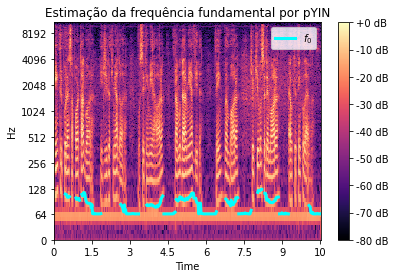 Estimação da frequência fundamental por pYIN
f₀
Hz
8192
4096
2048
1024
512
256
128
64
0
0
1.5
3
4.5
6
7.5
9
10
Time
+0 dB
-10 dB
-20 dB
-30 dB
-40 dB
-50 dB
-60 dB
-70 dB
-80 dB